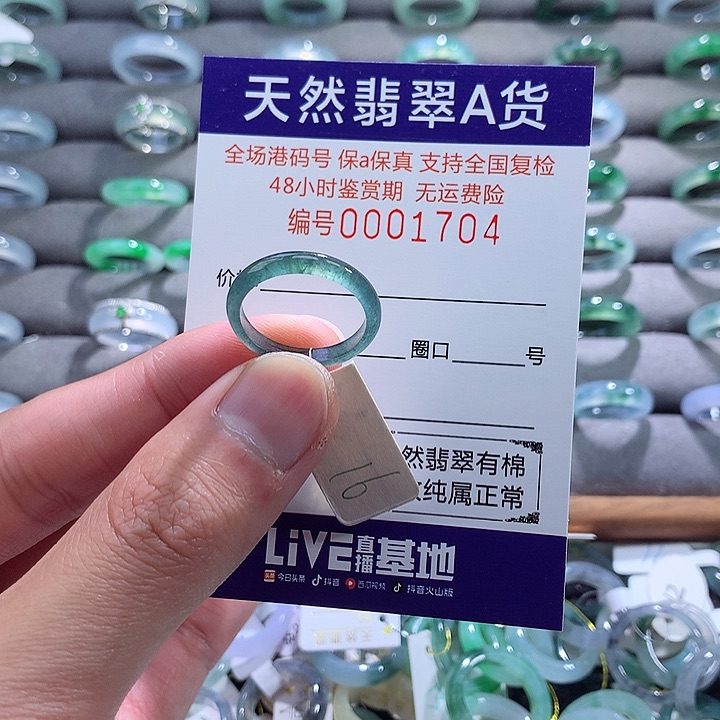 天然翡翠A货
全场港码号 保a保真 支持全国复检
48小时鉴赏期 无运费险
编号0001704
价
圈口 号
16
然翡翠有棉
纯属正常
LiVE直播基地
今日头条 抖音 西瓜视频 抖音火山版